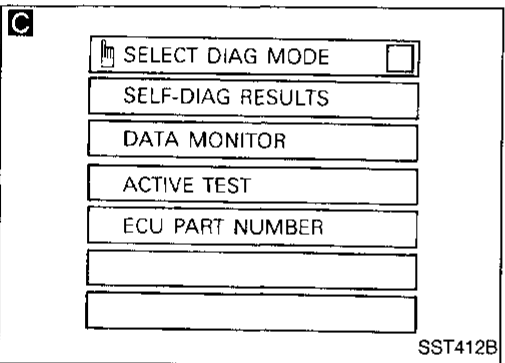 C
SELECT DIAG MODE
SELF-DIAG RESULTS
DATA MONITOR
ACTIVE TEST
ECU PART NUMBER
SST412B